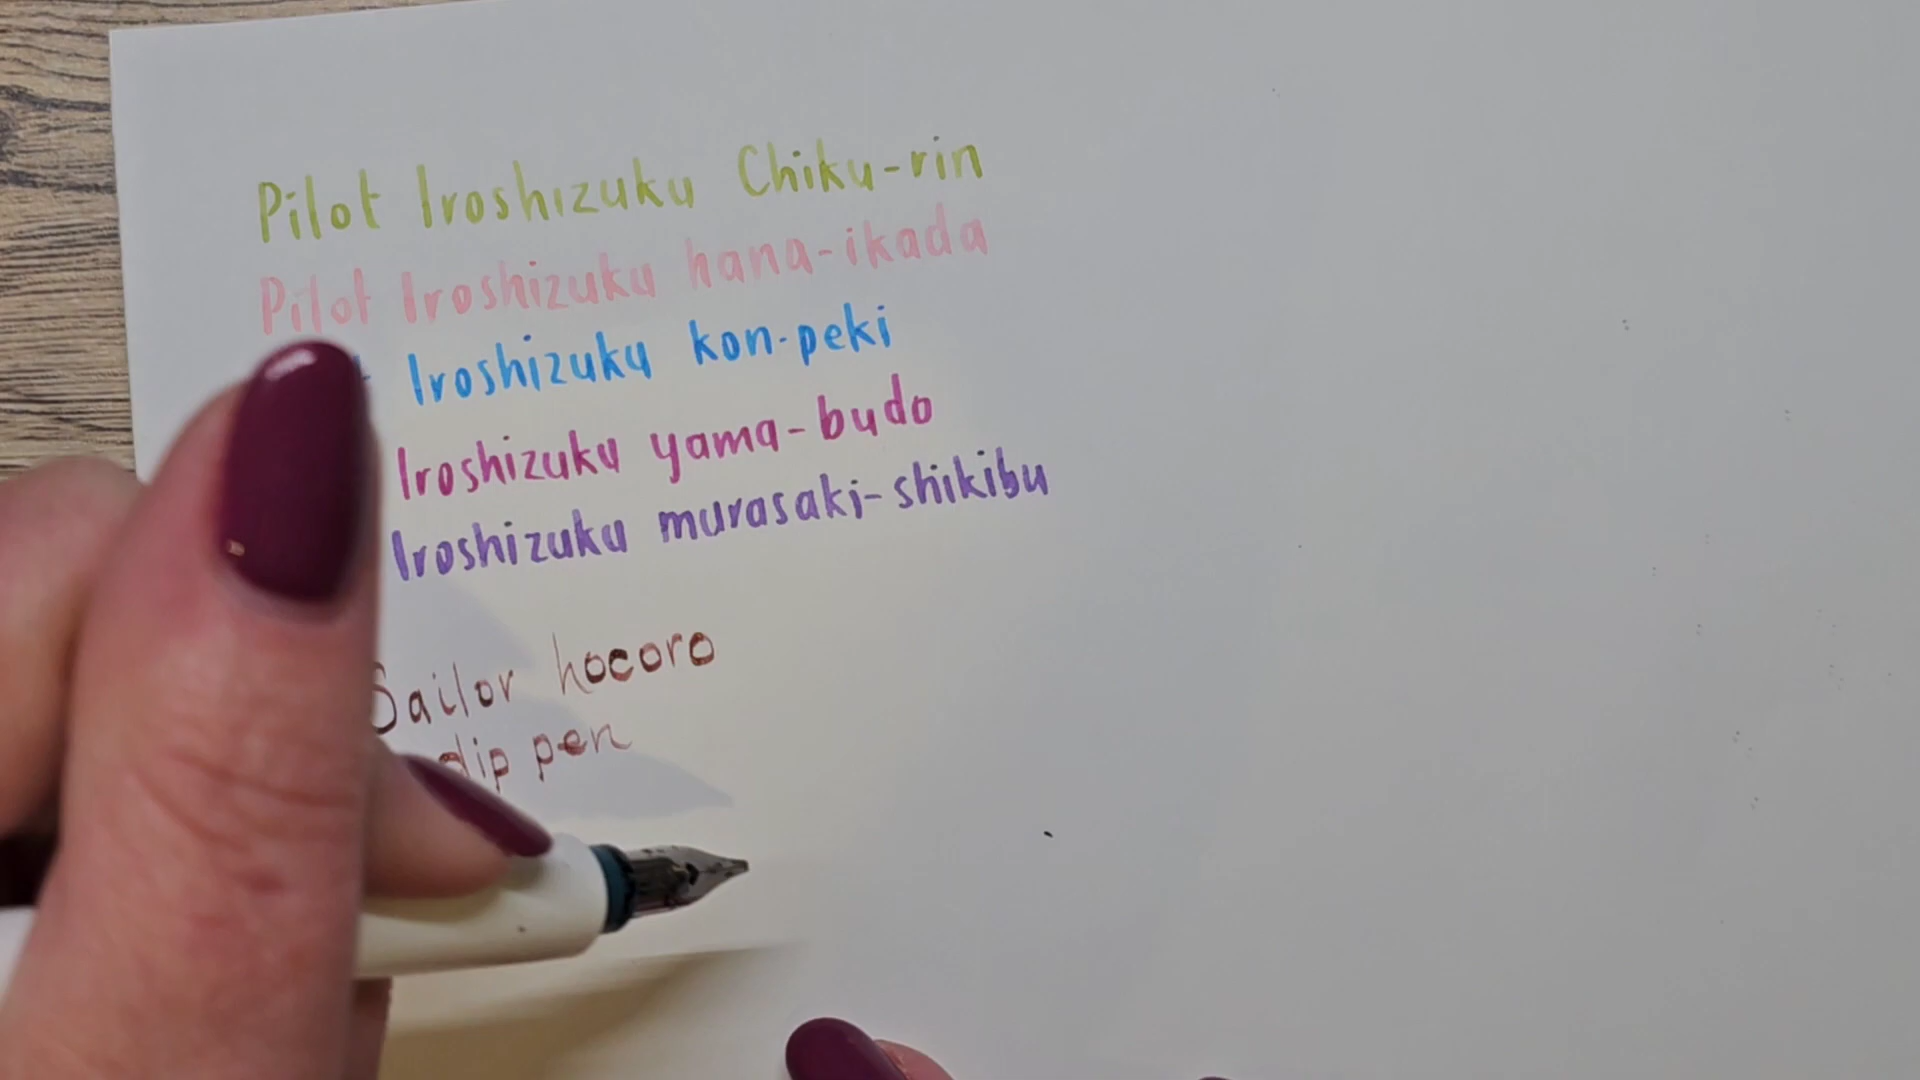 Pilot Iroshizuku Chiku-rin
Pilot Iroshizuku hana-ikada
Iroshizuku kon-peki
Iroshizuku yama-budo
Iroshizuku murasaki-shikibu
Sailor hocoro
dip pen